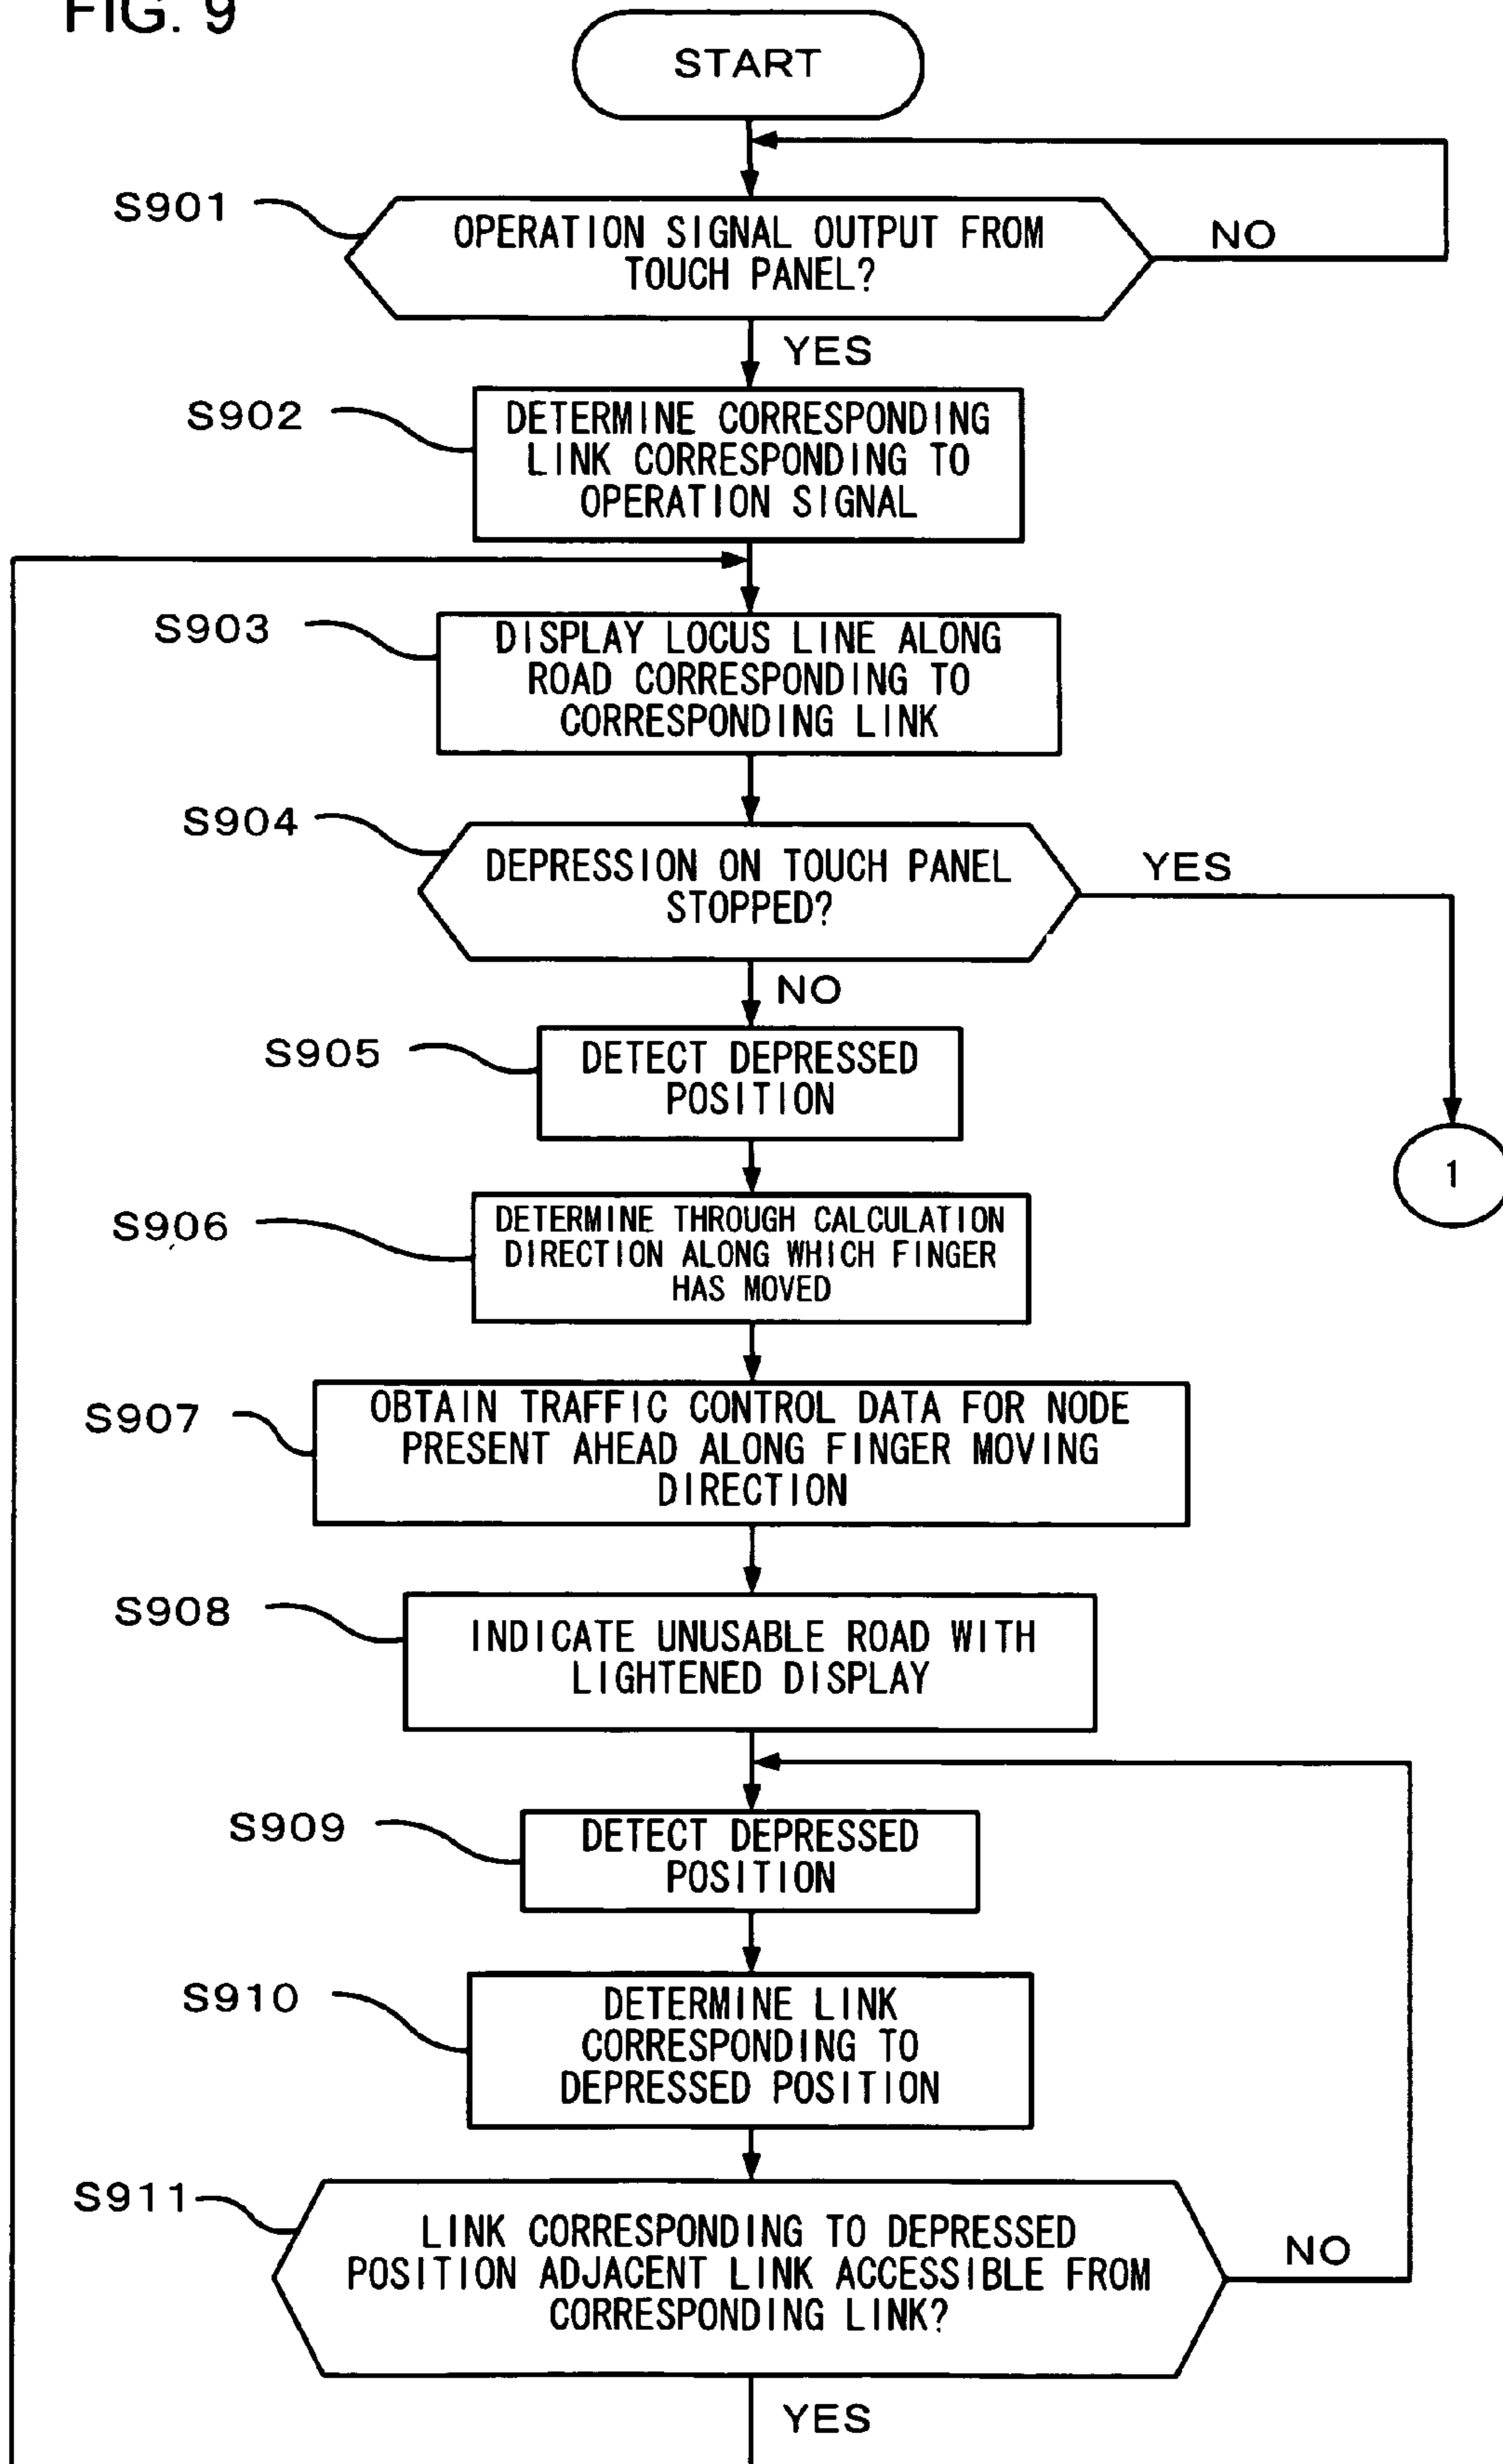 FIG. 9
START
S901
OPERATION SIGNAL OUTPUT FROM
TOUCH PANEL?
NO
YES
S902
DETERMINE CORRESPONDING
LINK CORRESPONDING TO
OPERATION SIGNAL
S903
DISPLAY LOCUS LINE ALONG
ROAD CORRESPONDING TO
CORRESPONDING LINK
S904
DEPRESSION ON TOUCH PANEL
STOPPED?
YES
NO
S905
DETECT DEPRESSED
POSITION
1
S906
DETERMINE THROUGH CALCULATION
DIRECTION ALONG WHICH FINGER
HAS MOVED
S907
OBTAIN TRAFFIC CONTROL DATA FOR NODE
PRESENT AHEAD ALONG FINGER MOVING
DIRECTION
S908
INDICATE UNUSABLE ROAD WITH
LIGHTENED DISPLAY
S909
DETECT DEPRESSED
POSITION
S910
DETERMINE LINK
CORRESPONDING TO
DEPRESSED POSITION
S911
LINK CORRESPONDING TO DEPRESSED
POSITION ADJACENT LINK ACCESSIBLE FROM
CORRESPONDING LINK?
NO
YES